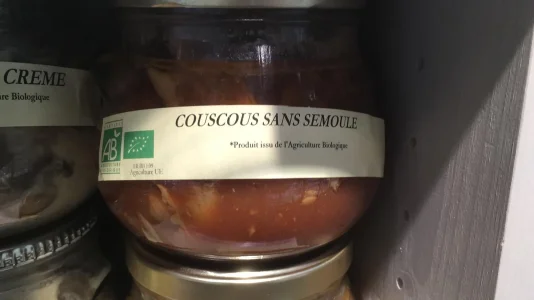 CREME
Biologique
COUSCOUS SANS SEMOULE
*Produit issu de l'Agriculture Biologique
AB
Agriculture UE